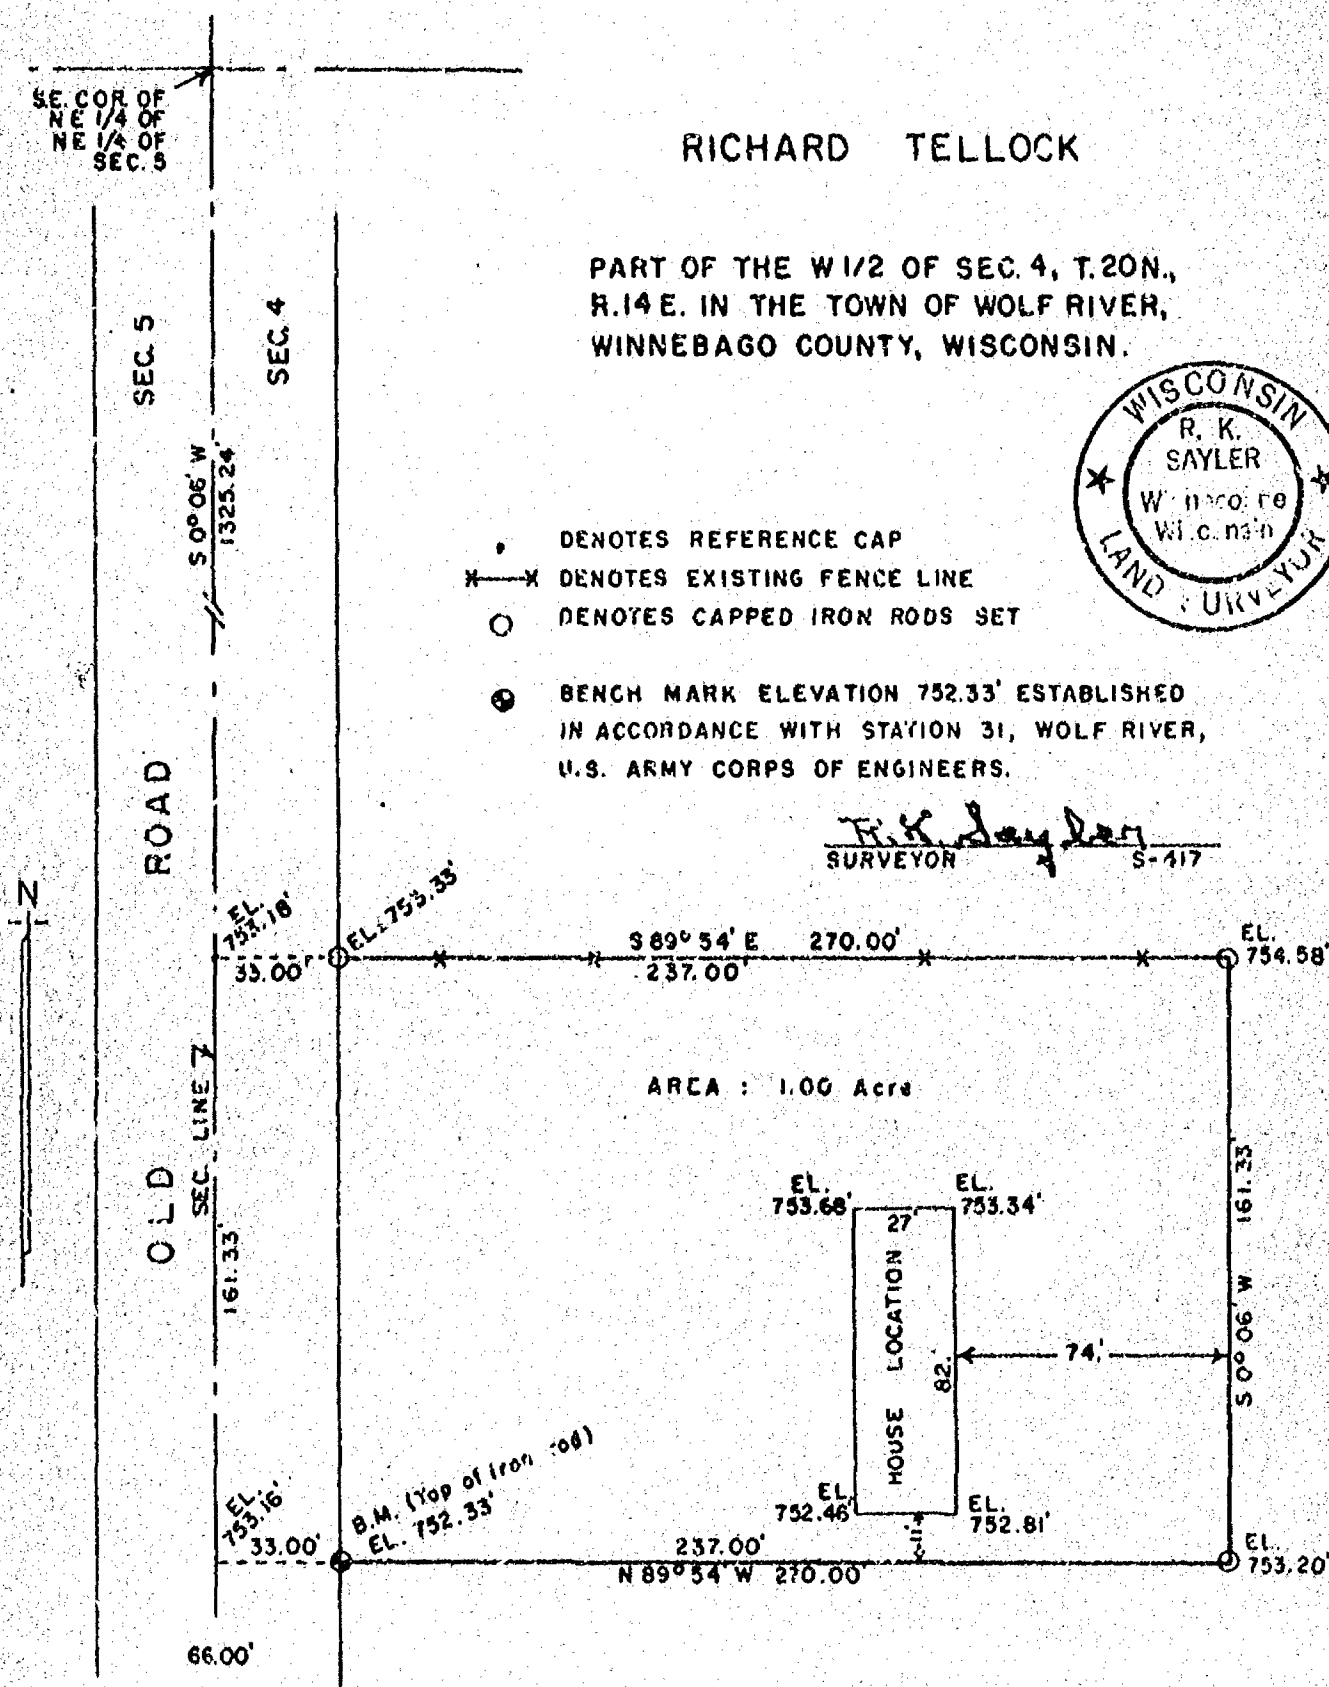 S.E. COR. OF
NE 1/4 OF
NE 1/4 OF
SEC. 5
RICHARD TELLOCK
PART OF THE W 1/2 OF SEC. 4, T. 20N.,
R.14 E. IN THE TOWN OF WOLF RIVER,
WINNEBAGO COUNTY, WISCONSIN.
SEC. 5
SEC. 4
S 0° 06' W
1325.24'
WISCONSIN
R. K.
SAYLER
LAND
DENOTES REFERENCE CAP
X—X DENOTES EXISTING FENCE LINE
DENOTES CAPPED IRON RODS SET
BENCH MARK ELEVATION 752.33' ESTABLISHED
IN ACCORDANCE WITH STATION 31, WOLF RIVER,
U.S. ARMY CORPS OF ENGINEERS.
R.K. Sayler
SURVEYOR S-417
OLD ROAD
N
EL.
753.18'
33.00'
EL. 753.33'
S 89° 54' E 270.00'
237.00'
EL.
754.58'
SEC. LINE
161.33'
AREA : 1.00 Acre
EL.
753.68'
EL.
753.34'
27'
HOUSE LOCATION
82'
74'
161.33'
S 0° 06' W
EL.
752.46'
EL.
752.81'
11'
EL.
753.16'
33.00'
B.M. (Top of Iron rod)
EL. 752.33'
237.00'
N 89° 54' W 270.00'
EL.
753.20'
66.00'